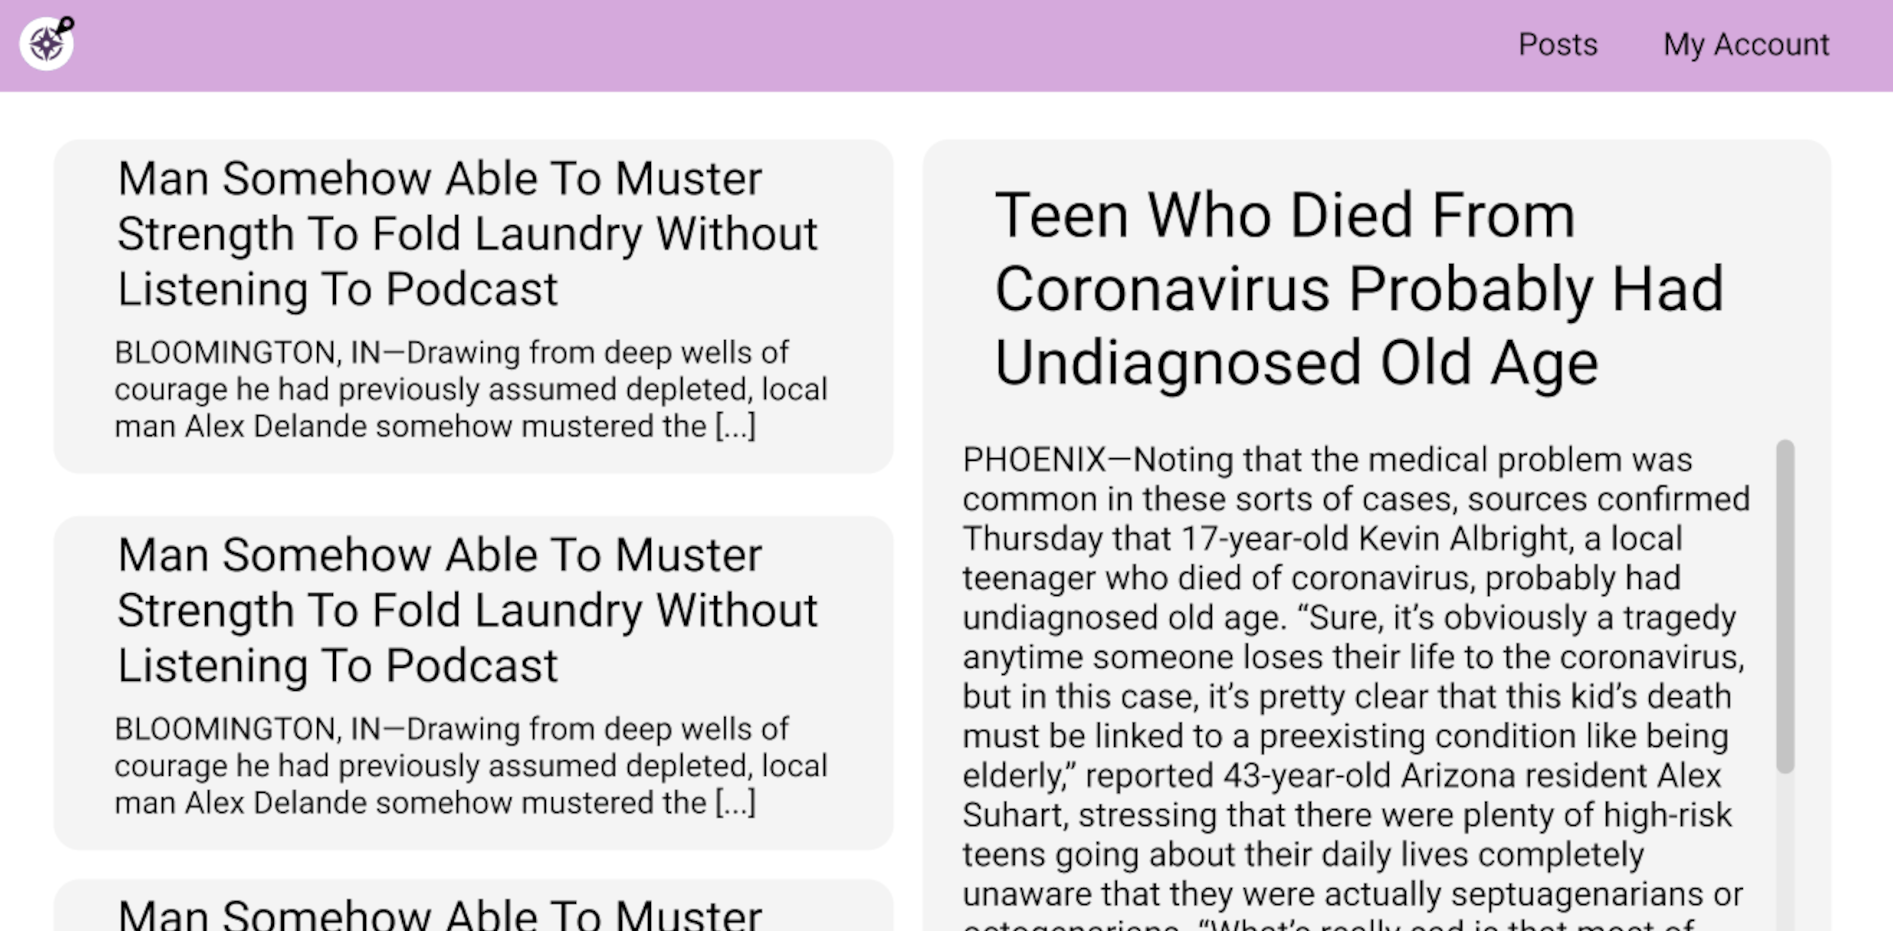 Posts
My Account
Man Somehow Able To Muster
Strength To Fold Laundry Without
Listening To Podcast
BLOOMINGTON, IN—Drawing from deep wells of
courage he had previously assumed depleted, local
man Alex Delande somehow mustered the [...]
Man Somehow Able To Muster
Strength To Fold Laundry Without
Listening To Podcast
BLOOMINGTON, IN—Drawing from deep wells of
courage he had previously assumed depleted, local
man Alex Delande somehow mustered the [...]
Man Somehow Able To Muster
Teen Who Died From
Coronavirus Probably Had
Undiagnosed Old Age
PHOENIX—Noting that the medical problem was
common in these sorts of cases, sources confirmed
Thursday that 17-year-old Kevin Albright, a local
teenager who died of coronavirus, probably had
undiagnosed old age. “Sure, it’s obviously a tragedy
anytime someone loses their life to the coronavirus,
but in this case, it’s pretty clear that this kid’s death
must be linked to a preexisting condition like being
elderly,” reported 43-year-old Arizona resident Alex
Suhart, stressing that there were plenty of high-risk
teens going about their daily lives completely
unaware that they were actually septuagenarians or
octogenarians. “What’s really sad is that most of